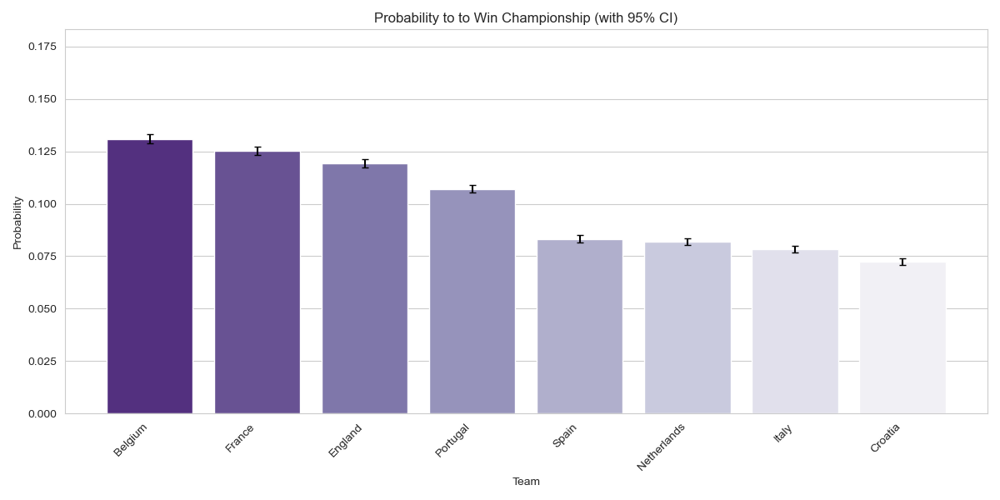 Probability to to Win Championship (with 95% CI)
0.175
0.150
0.125
0.100
0.075
0.050
0.025
0.000
Probability
Belgium
France
England
Portugal
Spain
Netherlands
Italy
Croatia
Team